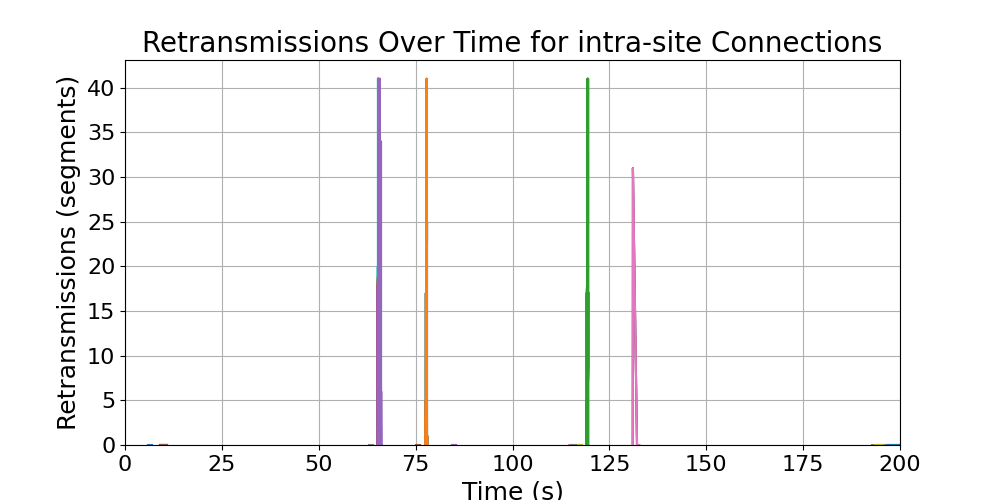 Retransmissions Over Time for intra-site Connections
Retransmissions (segments)
40
35
30
25
20
15
10
5
0
0 25 50 75 100 125 150 175 200
Time (s)